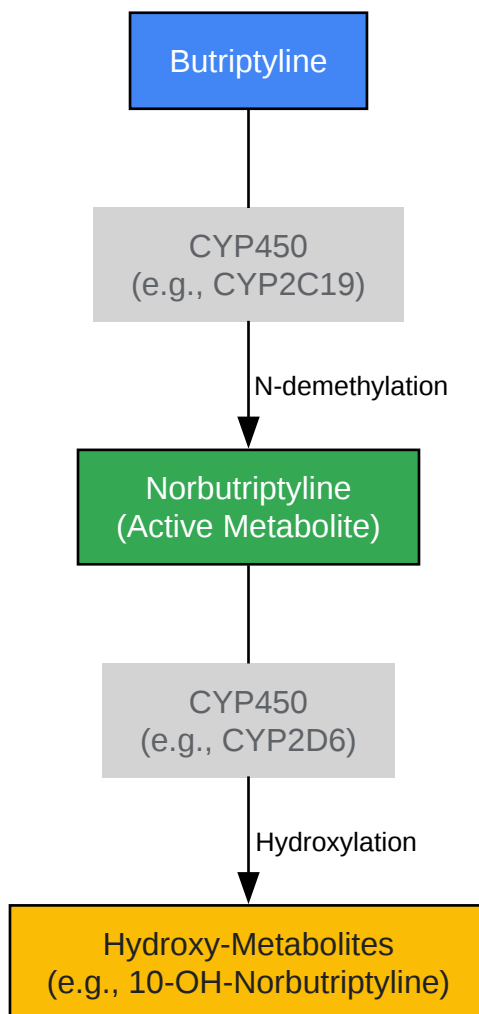 Butriptyline
CYP450
(e.g., CYP2C19)
N-demethylation
Norbutriptyline
(Active Metabolite)
CYP450
(e.g., CYP2D6)
Hydroxylation
Hydroxy-Metabolites
(e.g., 10-OH-Norbutriptyline)